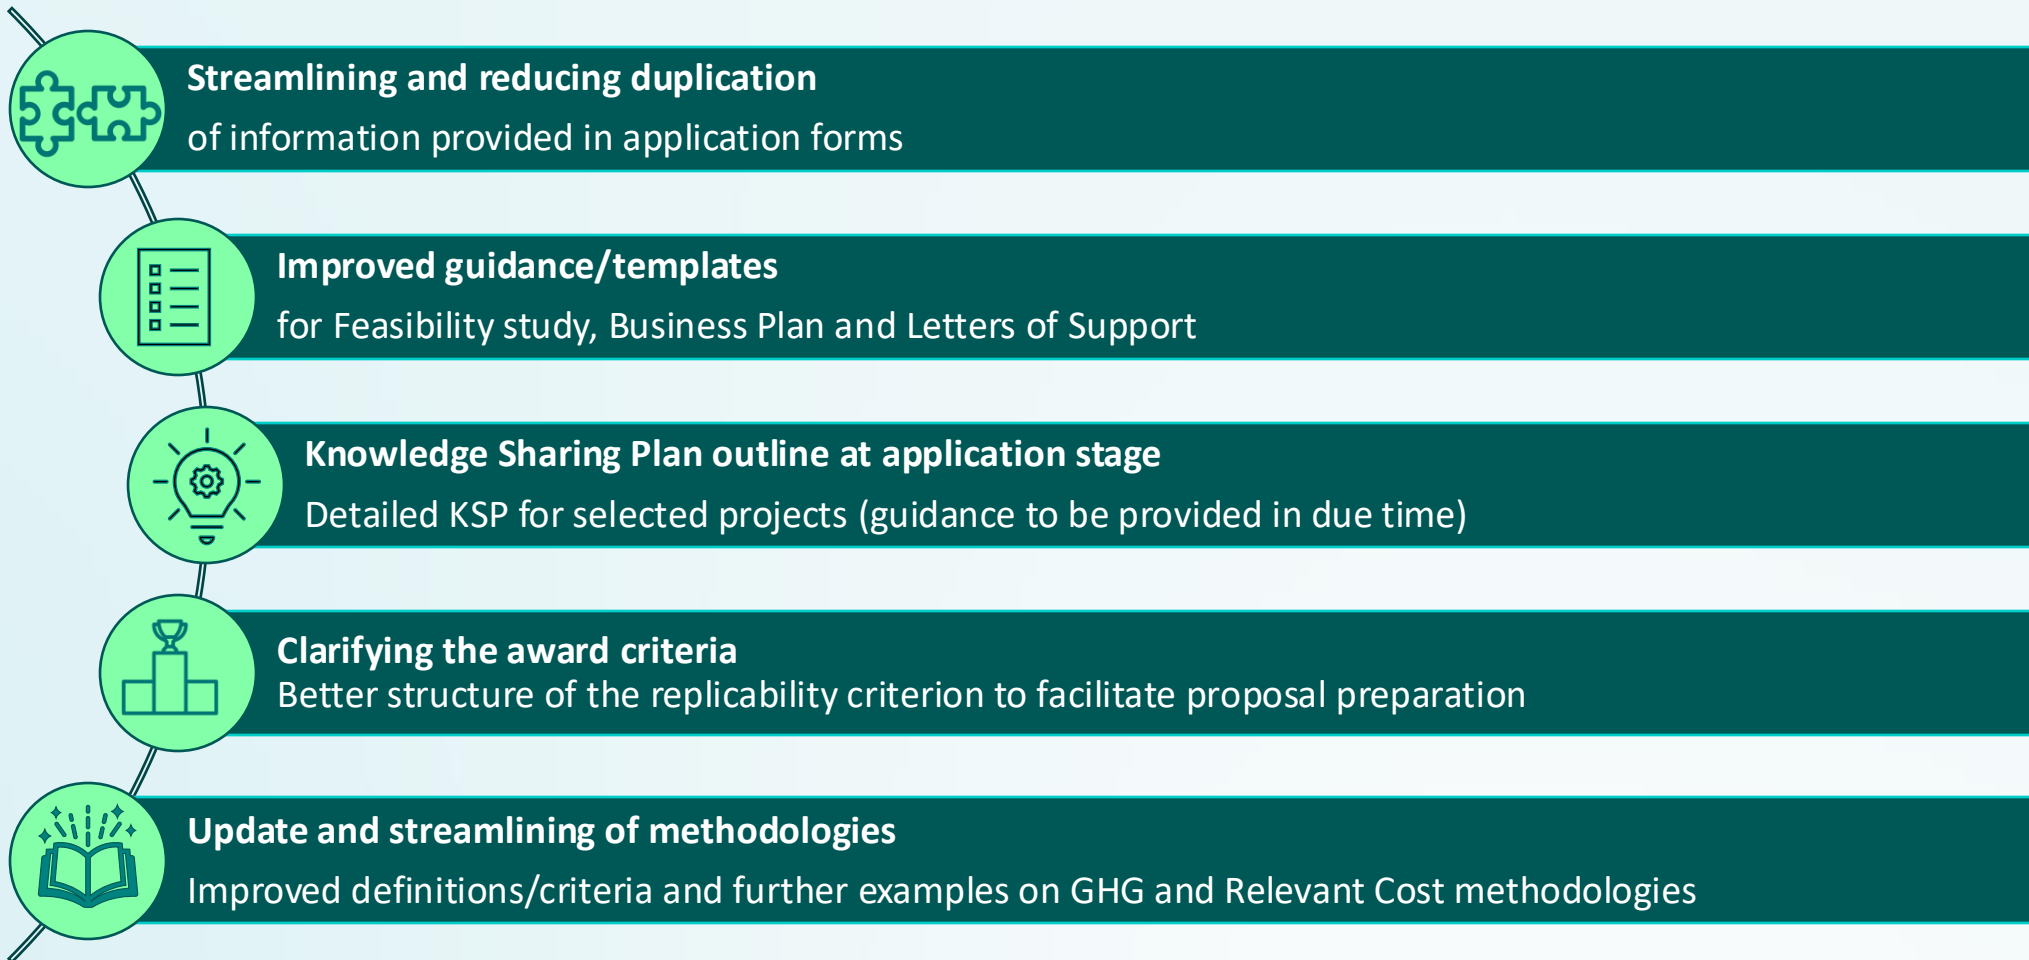 Streamlining and reducing duplication
of information provided in application forms
Improved guidance/templates
for Feasibility study, Business Plan and Letters of Support
Knowledge Sharing Plan outline at application stage
Detailed KSP for selected projects (guidance to be provided in due time)
Clarifying the award criteria
Better structure of the replicability criterion to facilitate proposal preparation
Update and streamlining of methodologies
Improved definitions/criteria and further examples on GHG and Relevant Cost methodologies